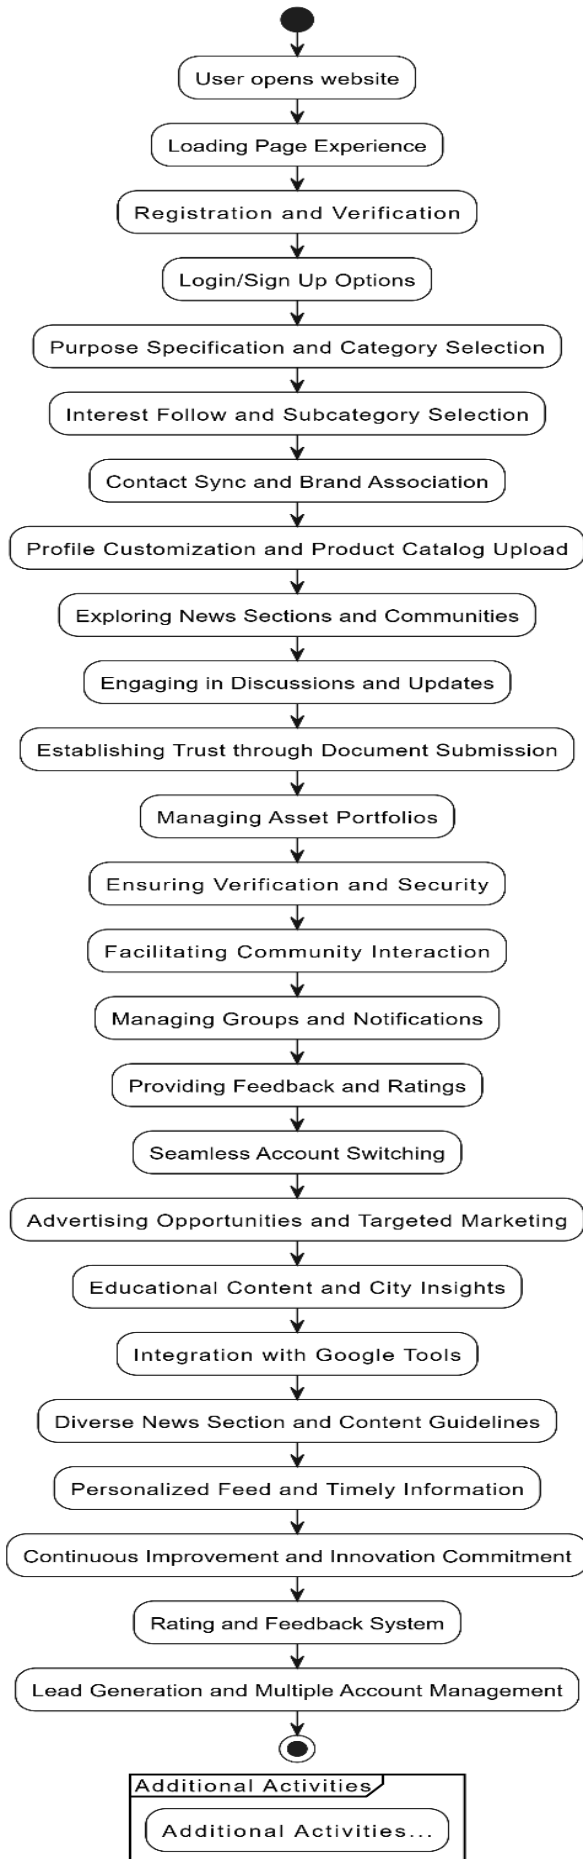 User opens website
Loading Page Experience
Registration and Verification
Login/Sign Up Options
Purpose Specification and Category Selection
Interest Follow and Subcategory Selection
Contact Sync and Brand Association
Profile Customization and Product Catalog Upload
Exploring News Sections and Communities
Engaging in Discussions and Updates
Establishing Trust through Document Submission
Managing Asset Portfolios
Ensuring Verification and Security
Facilitating Community Interaction
Managing Groups and Notifications
Providing Feedback and Ratings
Seamless Account Switching
Advertising Opportunities and Targeted Marketing
Educational Content and City Insights
Integration with Google Tools
Diverse News Section and Content Guidelines
Personalized Feed and Timely Information
Continuous Improvement and Innovation Commitment
Rating and Feedback System
Lead Generation and Multiple Account Management
Additional Activities
Additional Activities...